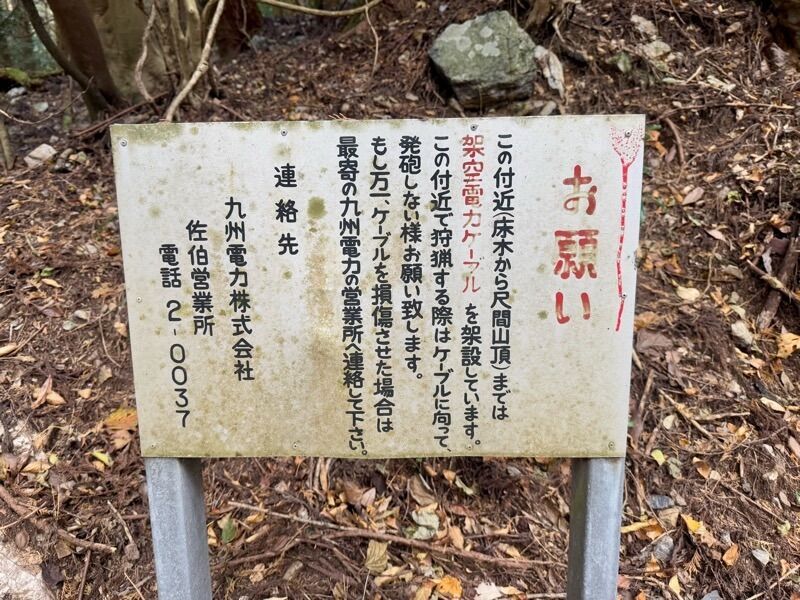 お願い
この付近(床木から尺間山頂)までは
架空電力ケーブル を架設しています。
この付近で狩猟する際はケーブルに向って、
発砲しない様お願い致します。
もし万一、ケーブルを損傷させた場合は
最寄の九州電力の営業所へ連絡して下さい。
連絡先
九州電力株式会社
佐伯営業所
電話 2-0037